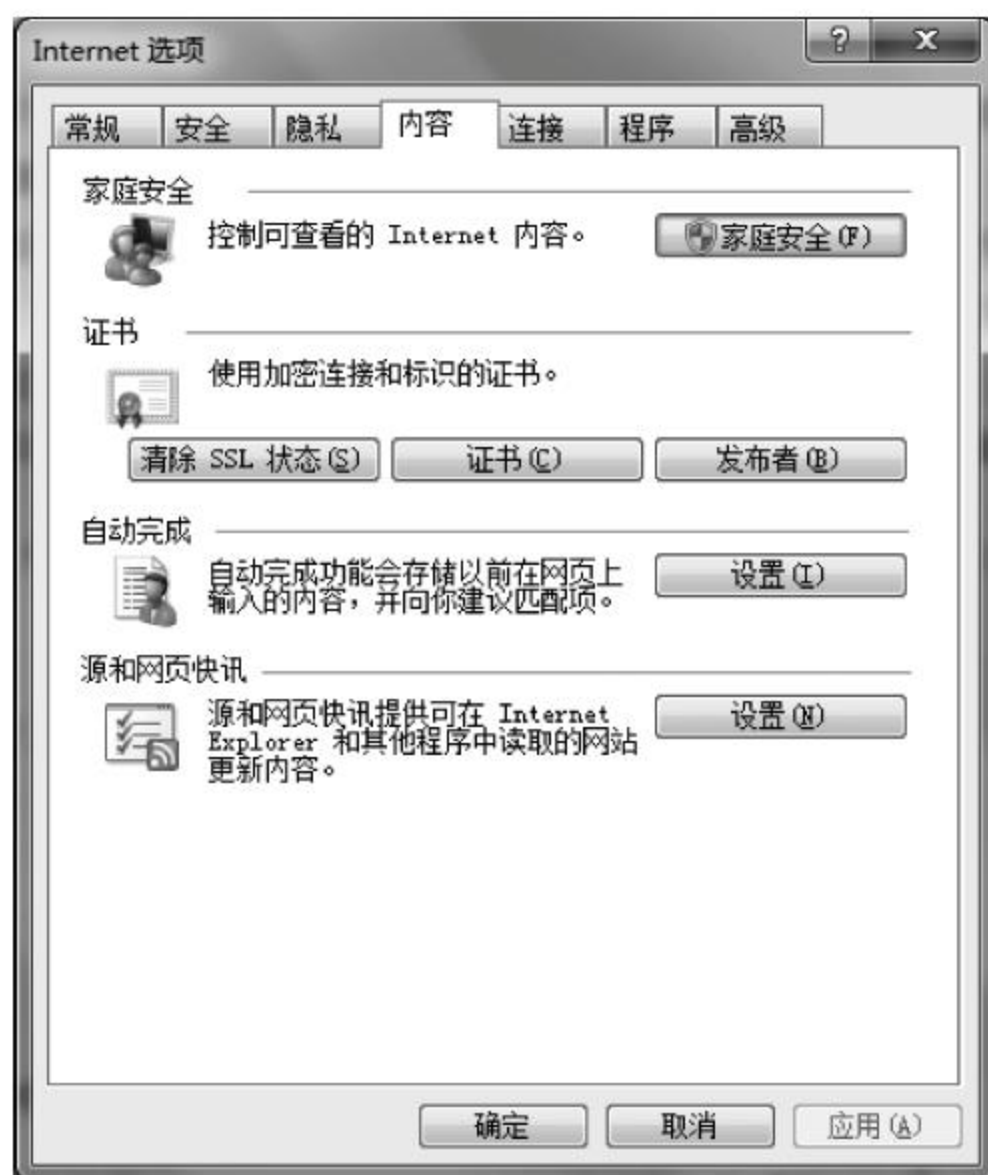 Internet 选项
常规 安全 隐私 内容 连接 程序 高级
家庭安全
控制可查看的 Internet 内容。 家庭安全(F)
证书
使用加密连接和标识的证书。
清除 SSL 状态(S) 证书(C) 发布者(B)
自动完成
自动完成功能会存储以前在网页上 设置(I)
输入的内容，并向你建议匹配项。
源和网页快讯
源和网页快讯提供可在 Internet 设置(N)
Explorer 和其他程序中读取的网站
更新内容。
确定 取消 应用(A)